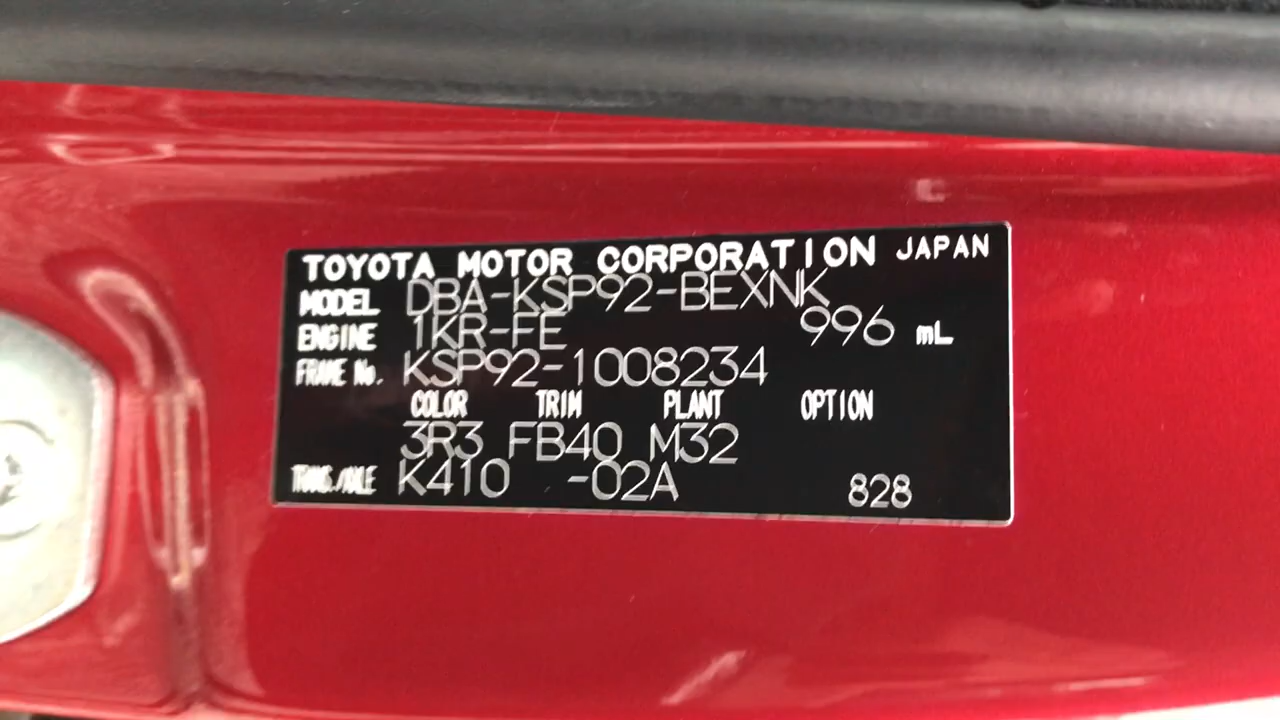 TOYOTA MOTOR CORPORATION JAPAN
MODEL DBA-KSP92-BEXNK
ENGINE 1KR-FE 996 mL
FRAME No. KSP92-1008234
COLOR TRIM PLANT OPTION
3R3 FB40 M32
TRANS./AXLE K410 -02A 828